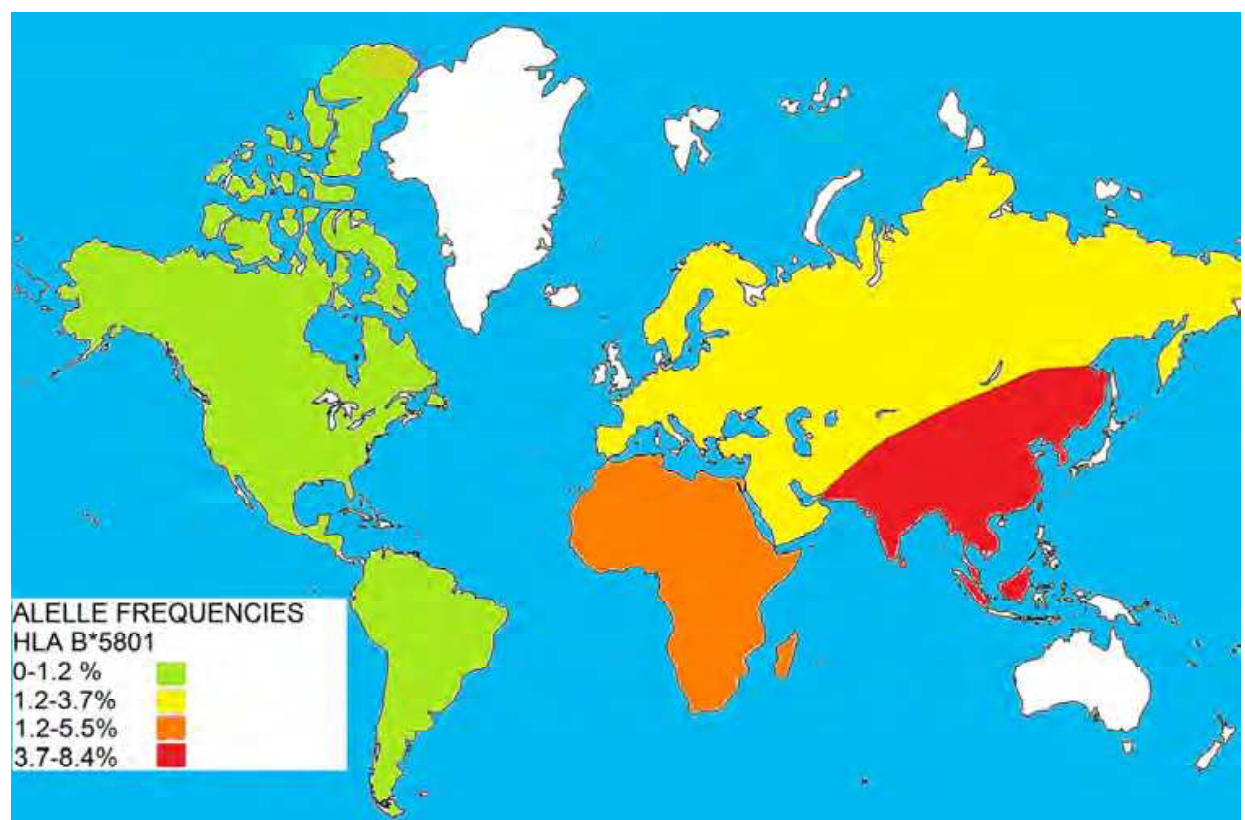 ALELLE FREQUENCIES
HLA B*5801
0-1.2 %
1.2-3.7%
1.2-5.5%
3.7-8.4%